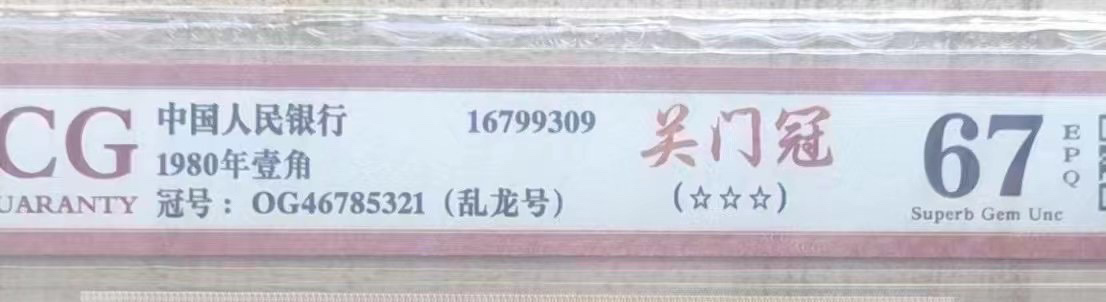 CG
UARANTY
中国人民银行 16799309
1980年壹角
冠号：OG46785321（乱龙号）
关门冠
(☆☆☆)
67
EPQ
Superb Gem Unc